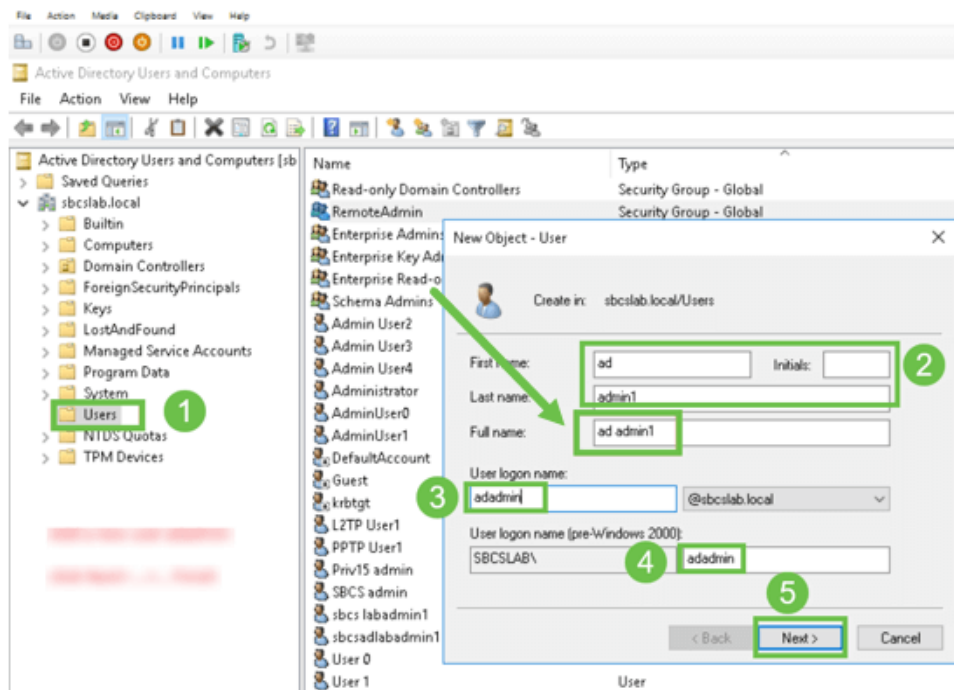 File Action Media Clipboard View Help
Active Directory Users and Computers
File Action View Help
Active Directory Users and Computers [sb
Saved Queries
sbcslab.local
Builtin
Computers
Domain Controllers
ForeignSecurityPrincipals
Keys
LostAndFound
Managed Service Accounts
Program Data
System
Users
1
NTDS Quotas
TPM Devices
Name Type
Read-only Domain Controllers Security Group - Global
RemoteAdmin Security Group - Global
Enterprise Admins
Enterprise Key Ad
Enterprise Read-o
Schema Admins
Admin User2
Admin User3
Admin User4
Administrator
AdminUser0
AdminUser1
DefaultAccount
Guest
krbtgt
L2TP User1
PPTP User1
Priv15 admin
SBCS admin
sbcs labadmin1
sbcsadlabadmin1
User 0
User 1 User
New Object - User
Create in: sbcslab.local/Users
First name: ad Initials:
2
Last name: admin1
Full name: ad admin1
User logon name:
3
adadmin @sbcslab.local
User logon name (pre-Windows 2000):
SBCSLAB\ 4 adadmin
5
< Back Next > Cancel